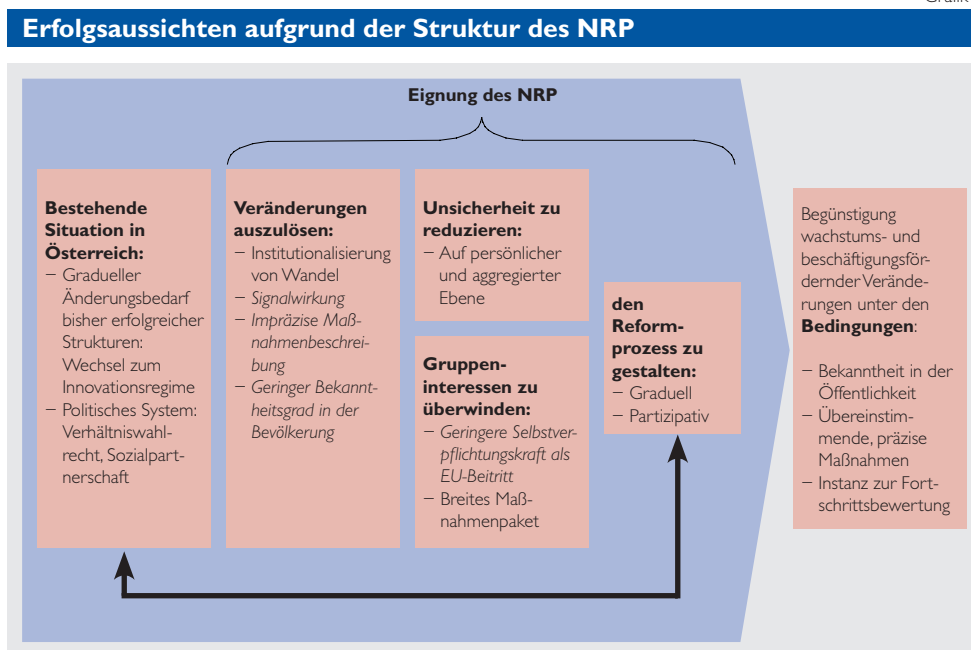 Grafik
Erfolgsaussichten aufgrund der Struktur des NRP
Eignung des NRP
Bestehende
Situation in
Österreich:
– Gradueller
Änderungsbedarf
bisher erfolgreicher
Strukturen:
Wechsel zum
Innovationsregime
– Politisches System:
Verhältniswahl-
recht, Sozialpart-
nerschaft
Veränderungen
auszulösen:
– Institutionalisierung
von Wandel
– Signalwirkung
– Impräzise Maß-
nahmenbeschrei-
bung
– Geringer Bekannt-
heitsgrad in der
Bevölkerung
Unsicherheit zu
reduzieren:
– Auf persönlicher
und aggregierter
Ebene
Gruppen-
interessen zu
überwinden:
– Geringere Selbstver-
pflichtungskraft als
EU-Beitritt
– Breites Maß-
nahmenpaket
den
Reform-
prozess zu
gestalten:
– Graduell
– Partizipativ
Begünstigung
wachstums- und
beschäftigungsför-
dernder Verände-
rungen unter den
Bedingungen:
– Bekanntheit in der
Öffentlichkeit
– Übereinstim-
mende, präzise
Maßnahmen
– Instanz zur Fort-
schrittsbewertung